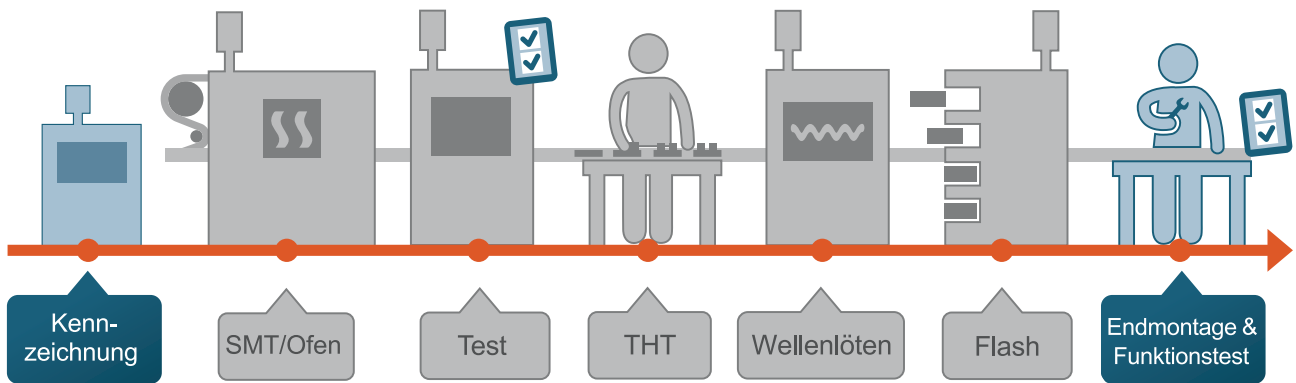 Kenn-
zeichnung
SMT/Ofen
Test
THT
Wellenlöten
Flash
Endmontage &
Funktionstest